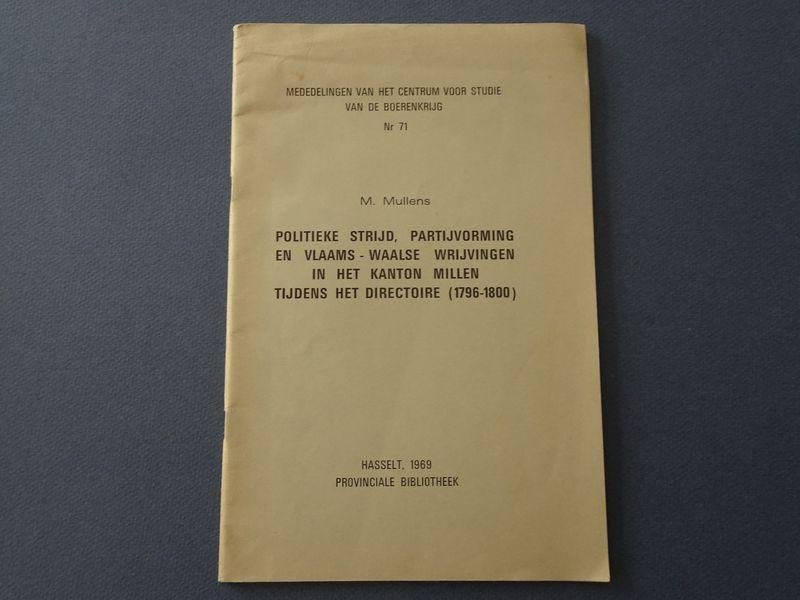 MEDEDELINGEN VAN HET CENTRUM VOOR STUDIE
VAN DE BOERENKRIJG
Nr 71
M. Mullens
POLITIEKE STRIJD, PARTIJVORMING
EN VLAAMS - WAALSE WRIJVINGEN
IN HET KANTON MILLEN
TIJDENS HET DIRECTOIRE (1796-1800)
HASSELT, 1969
PROVINCIALE BIBLIOTHEEK